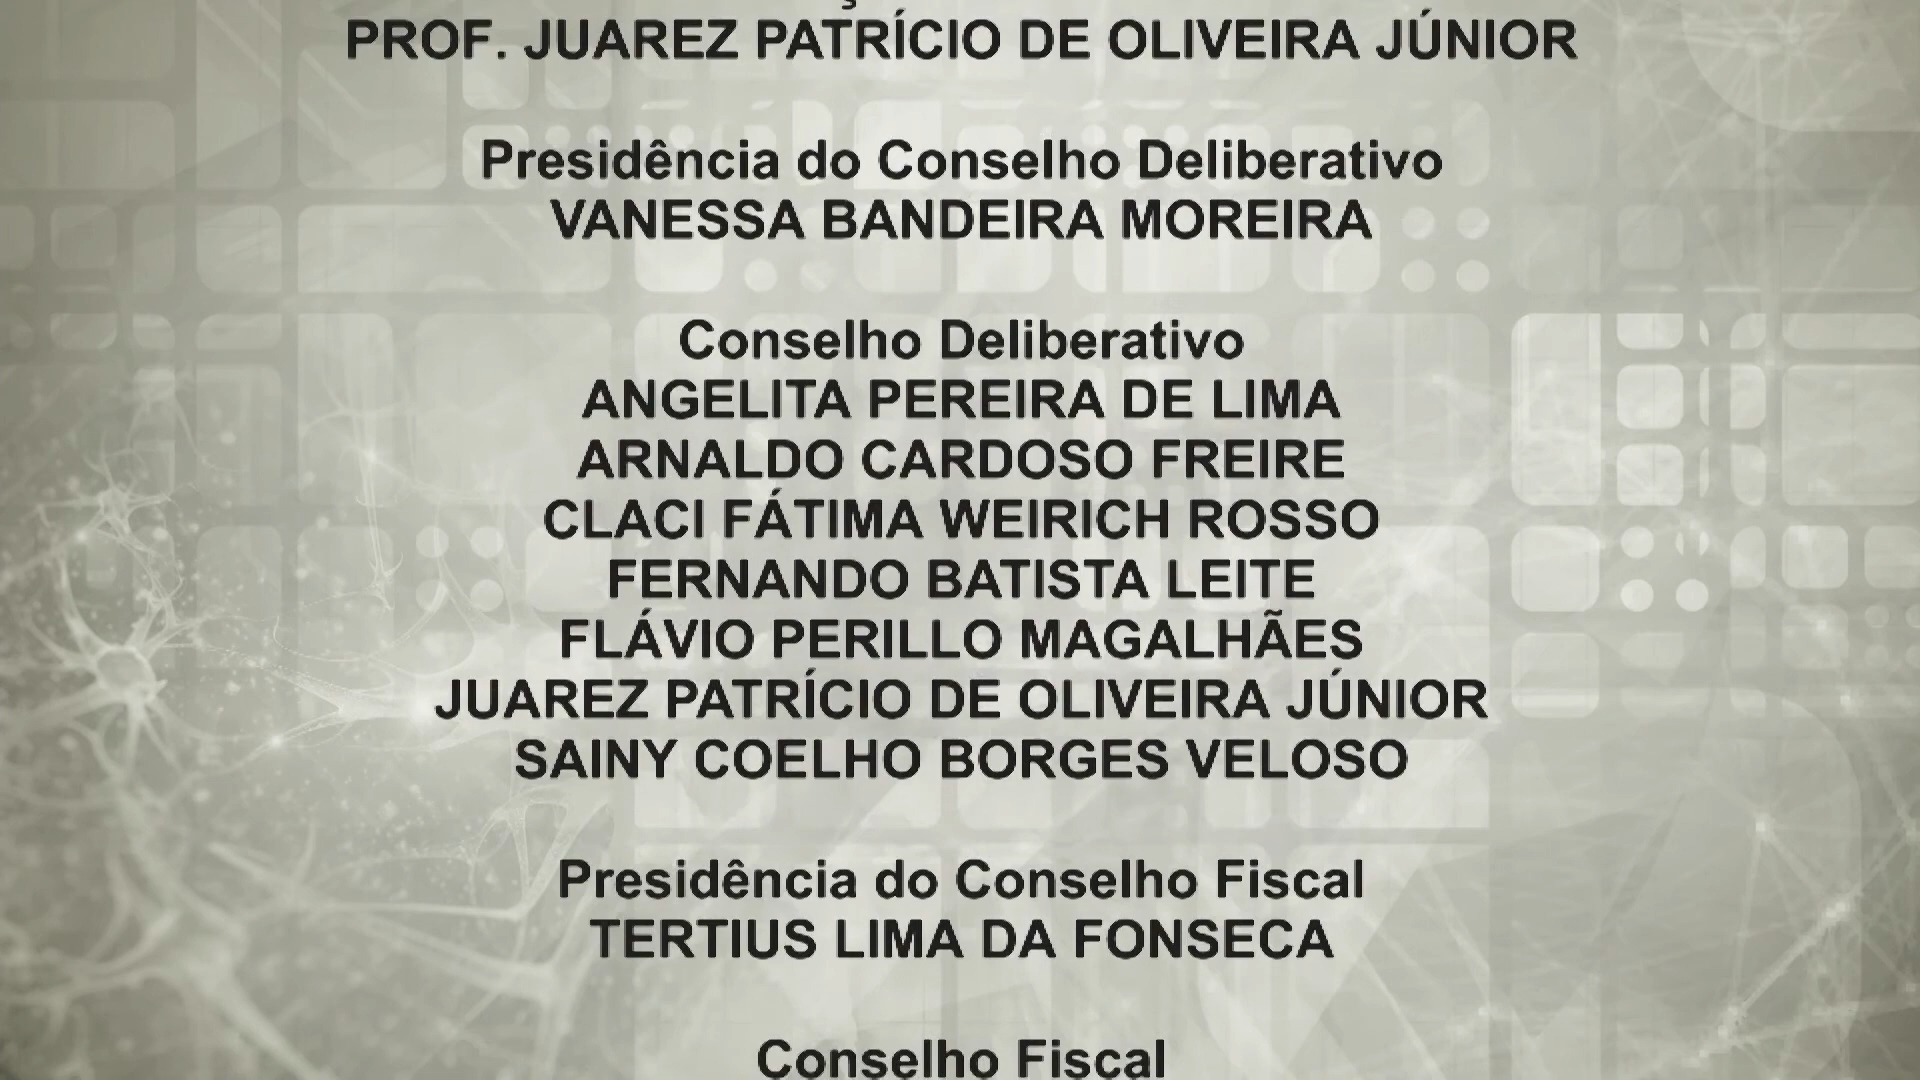 PROF. JUAREZ PATRÍCIO DE OLIVEIRA JÚNIOR
Presidência do Conselho Deliberativo
VANESSA BANDEIRA MOREIRA
Conselho Deliberativo
ANGELITA PEREIRA DE LIMA
ARNALDO CARDOSO FREIRE
CLACI FÁTIMA WEIRICH ROSSO
FERNANDO BATISTA LEITE
FLÁVIO PERILLO MAGALHÃES
JUAREZ PATRÍCIO DE OLIVEIRA JÚNIOR
SAINY COELHO BORGES VELOSO
Presidência do Conselho Fiscal
TERTIUS LIMA DA FONSECA
Conselho Fiscal